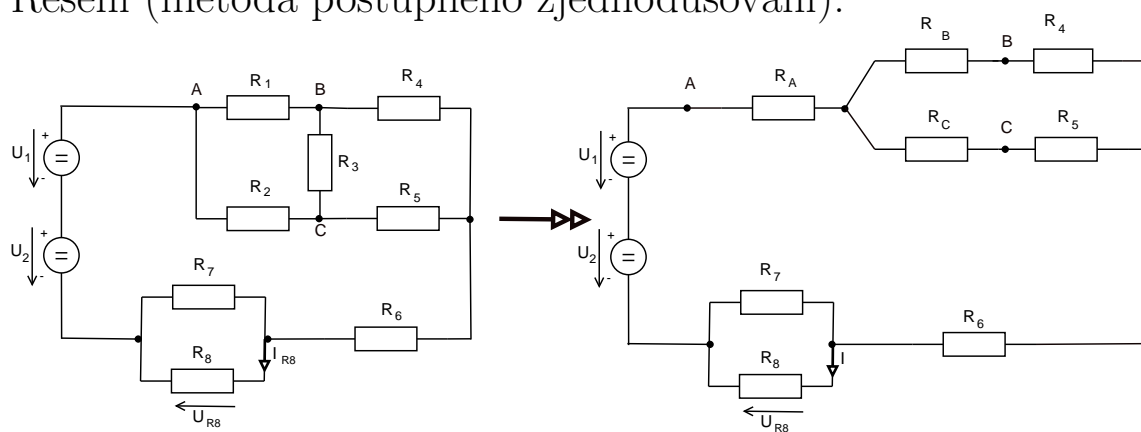 Řešení (metoda postupného zjednodušování):
A R1 B R4
U1 + = -
R3
R2 C R5
U2 + = -
R7
R6
R8 IR8
UR8
A RA RB B R4
U1 + = -
RC C R5
U2 + = -
R7
R6
R8 I
UR8